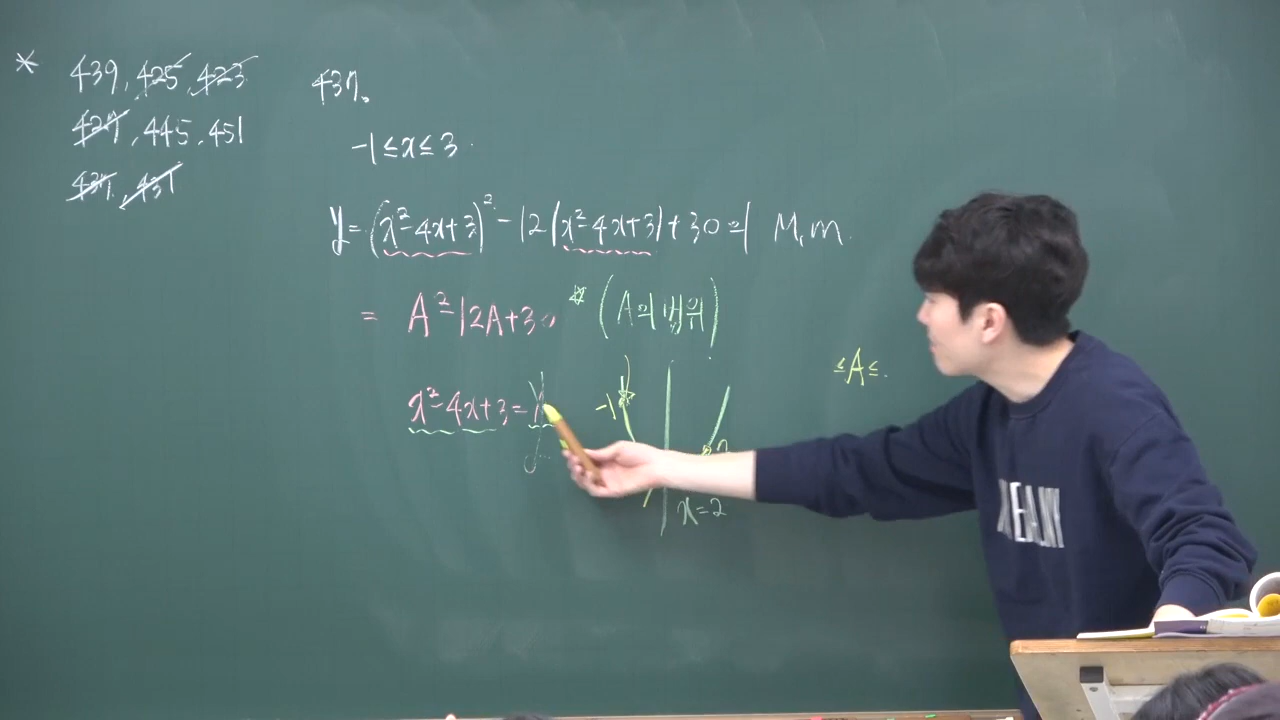 * 439, 425, 423
427, 445, 451
437, 431
437.
-1≤x≤3.
y=(x²-4x+3)²-12(x²-4x+3)+30의 M, m.
= A²-12A+30 ☆ (A의 범위)
≤A≤.
x²-4x+3=
-1
x=2